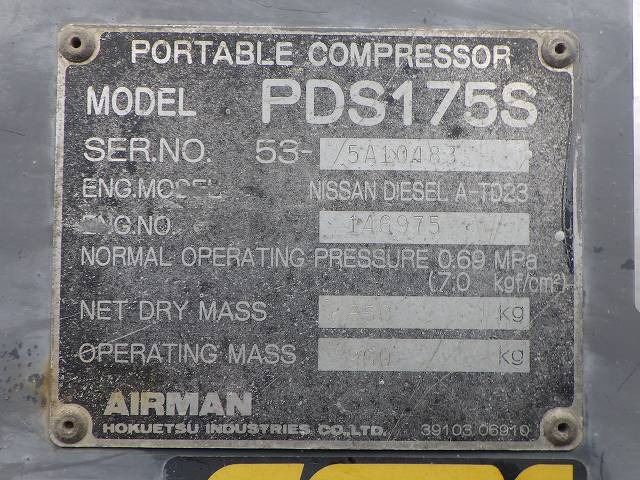 PORTABLE COMPRESSOR
MODEL PDS175S
SER.NO. 53- /5A10483
ENG.MODEL NISSAN DIESEL A-TD23
ENG.NO. 146975
NORMAL OPERATING PRESSURE 0.69 MPa
(7.0 kgf/cm²)
NET DRY MASS 850 kg
OPERATING MASS 960 kg
AIRMAN
HOKUETSU INDUSTRIES CO.,LTD. 39103 06910